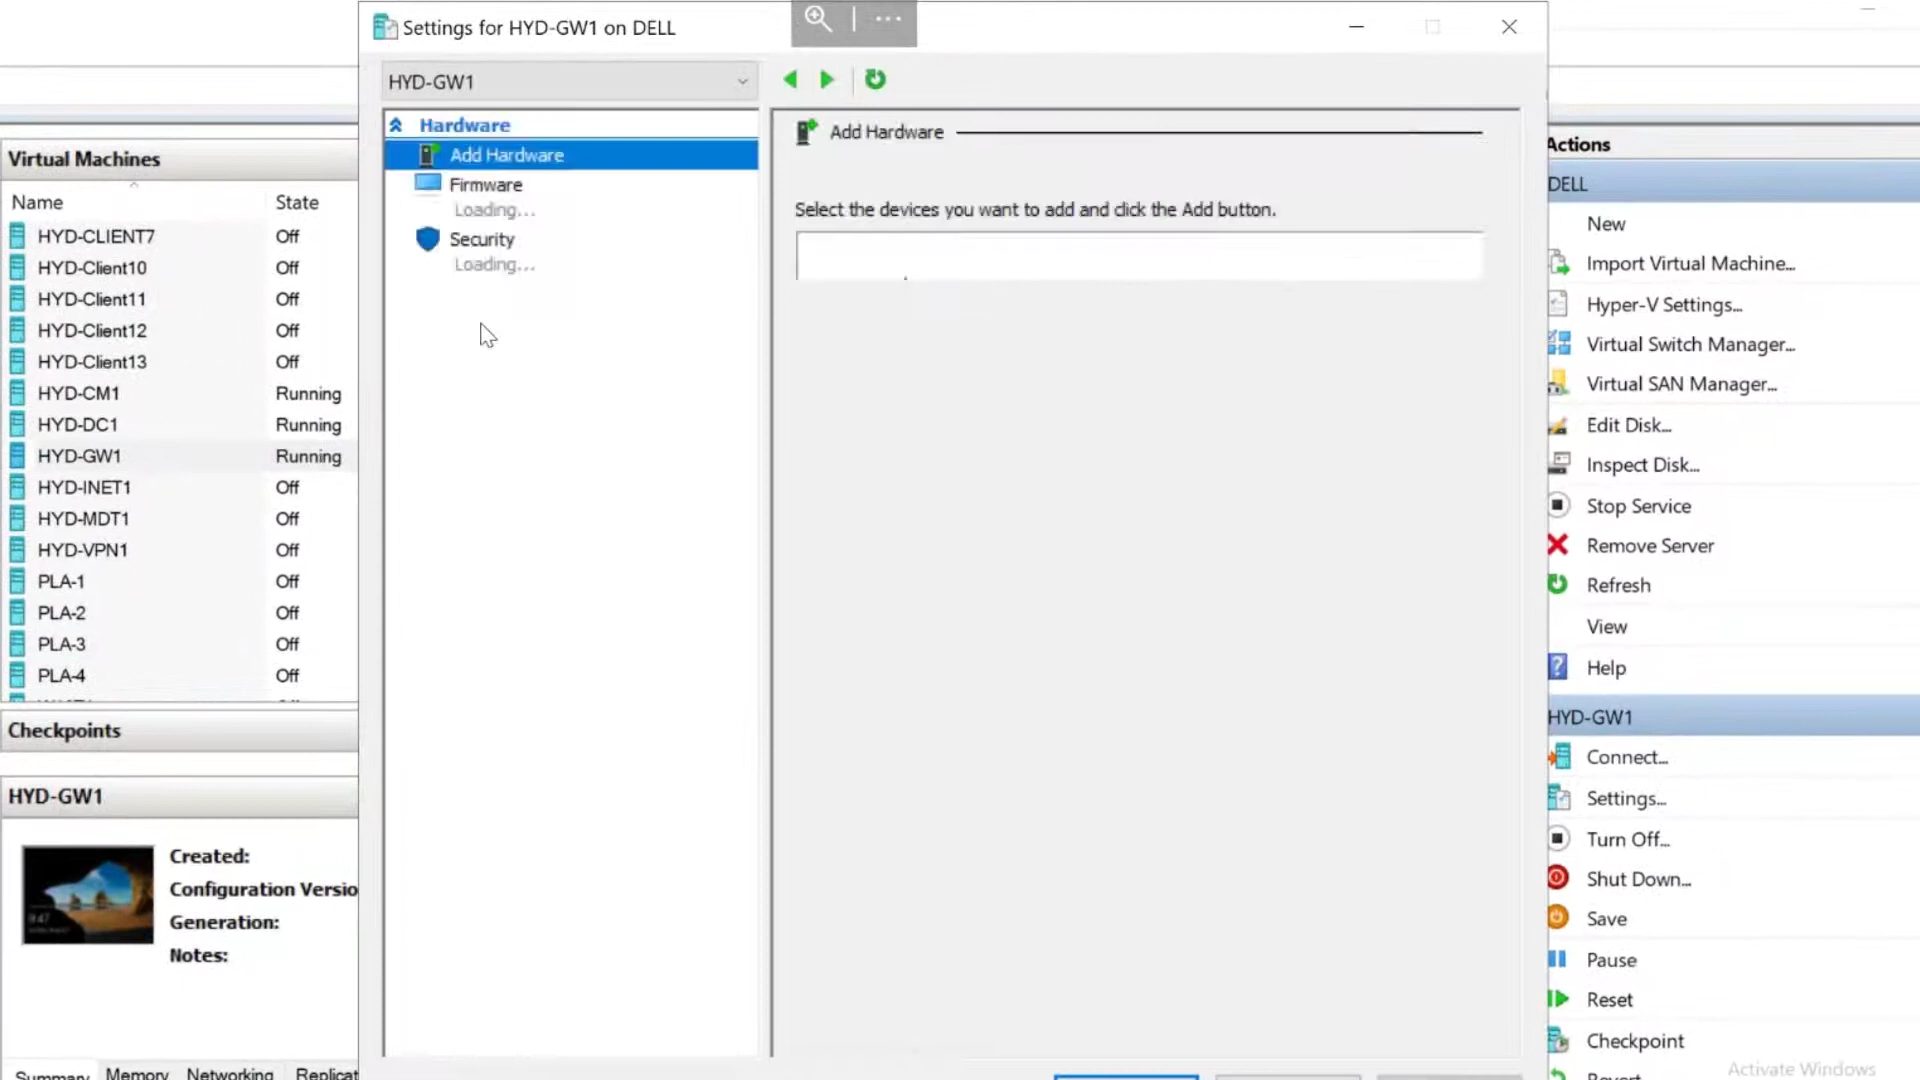 Settings for HYD-GW1 on DELL
HYD-GW1
Hardware
Add Hardware
Firmware
Loading...
Security
Loading...
Add Hardware
Select the devices you want to add and click the Add button.
Virtual Machines
Name State
HYD-CLIENT7 Off
HYD-Client10 Off
HYD-Client11 Off
HYD-Client12 Off
HYD-Client13 Off
HYD-CM1 Running
HYD-DC1 Running
HYD-GW1 Running
HYD-INET1 Off
HYD-MDT1 Off
HYD-VPN1 Off
PLA-1 Off
PLA-2 Off
PLA-3 Off
PLA-4 Off
Checkpoints
HYD-GW1
Created:
Configuration Versio
Generation:
Notes:
Summary Memory Networking Replicat
Actions
DELL
New
Import Virtual Machine...
Hyper-V Settings...
Virtual Switch Manager...
Virtual SAN Manager...
Edit Disk...
Inspect Disk...
Stop Service
Remove Server
Refresh
View
Help
HYD-GW1
Connect...
Settings...
Turn Off...
Shut Down...
Save
Pause
Reset
Checkpoint
Revert
Activate Windows